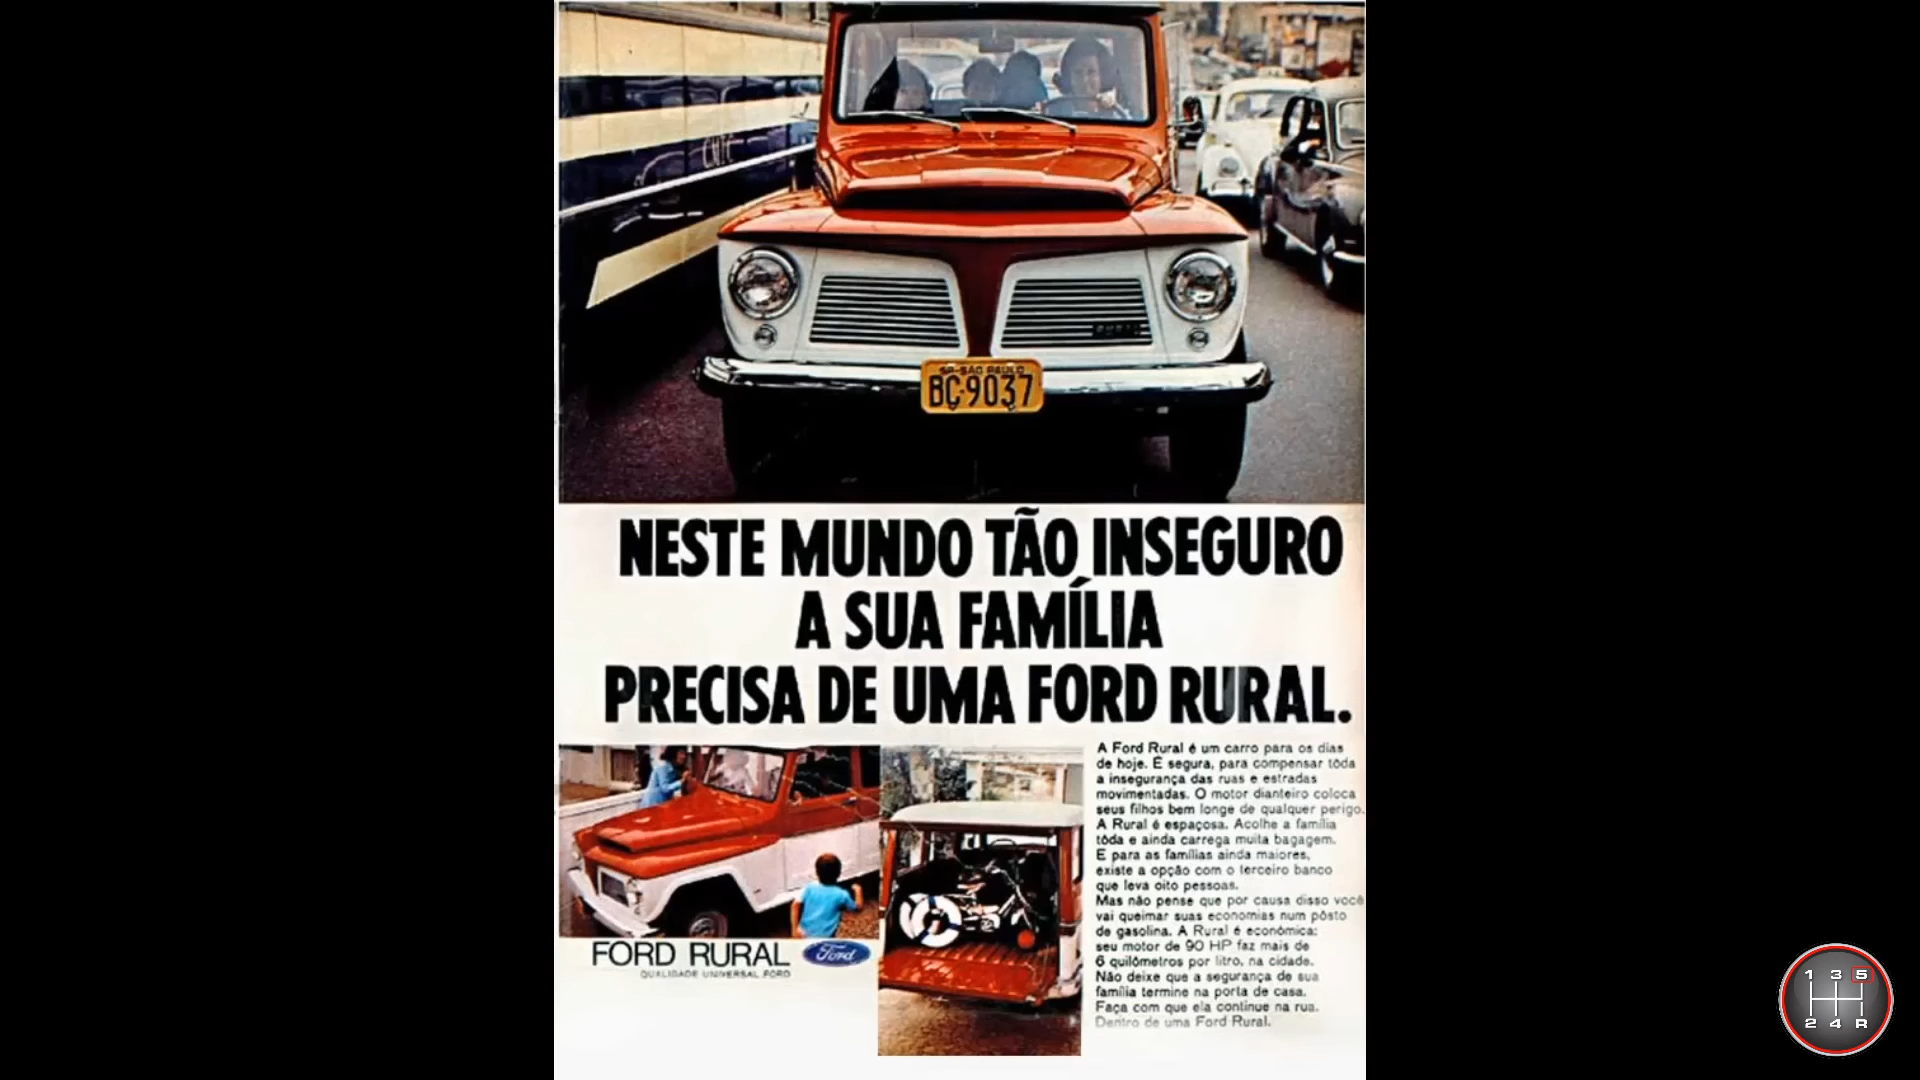 SP-SÃO PAULO
BC-9037
NESTE MUNDO TÃO INSEGURO
A SUA FAMÍLIA
PRECISA DE UMA FORD RURAL.
A Ford Rural é um carro para os dias
de hoje. É segura, para compensar tôda
a insegurança das ruas e estradas
movimentadas. O motor dianteiro coloca
seus filhos bem longe de qualquer perigo.
A Rural é espaçosa. Acolhe a família
tôda e ainda carrega muita bagagem.
E para as famílias ainda maiores,
existe a opção com o terceiro banco
que leva oito pessoas.
Mas não pense que por causa disso você
vai queimar suas economias num pôsto
de gasolina. A Rural é econômica:
seu motor de 90 HP faz mais de
6 quilômetros por litro, na cidade.
Não deixe que a segurança de sua
família termine na porta de casa.
Faça com que ela continue na rua.
Dentro de uma Ford Rural.
FORD RURAL
Ford
QUALIDADE UNIVERSAL FORD
1 3 5
2 4 R